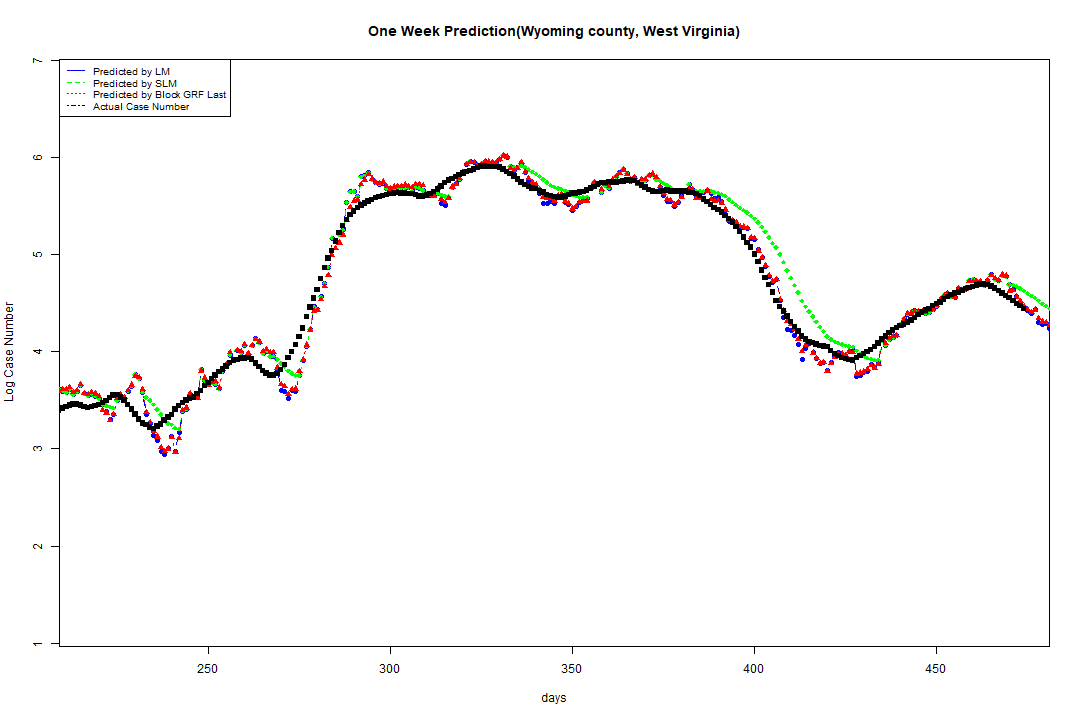 One Week Prediction(Wyoming county, West Virginia)
Predicted by LM
Predicted by SLM
Predicted by Block GRF Last
Actual Case Number
7
6
5
4
3
2
1
Log Case Number
250
300
350
400
450
days